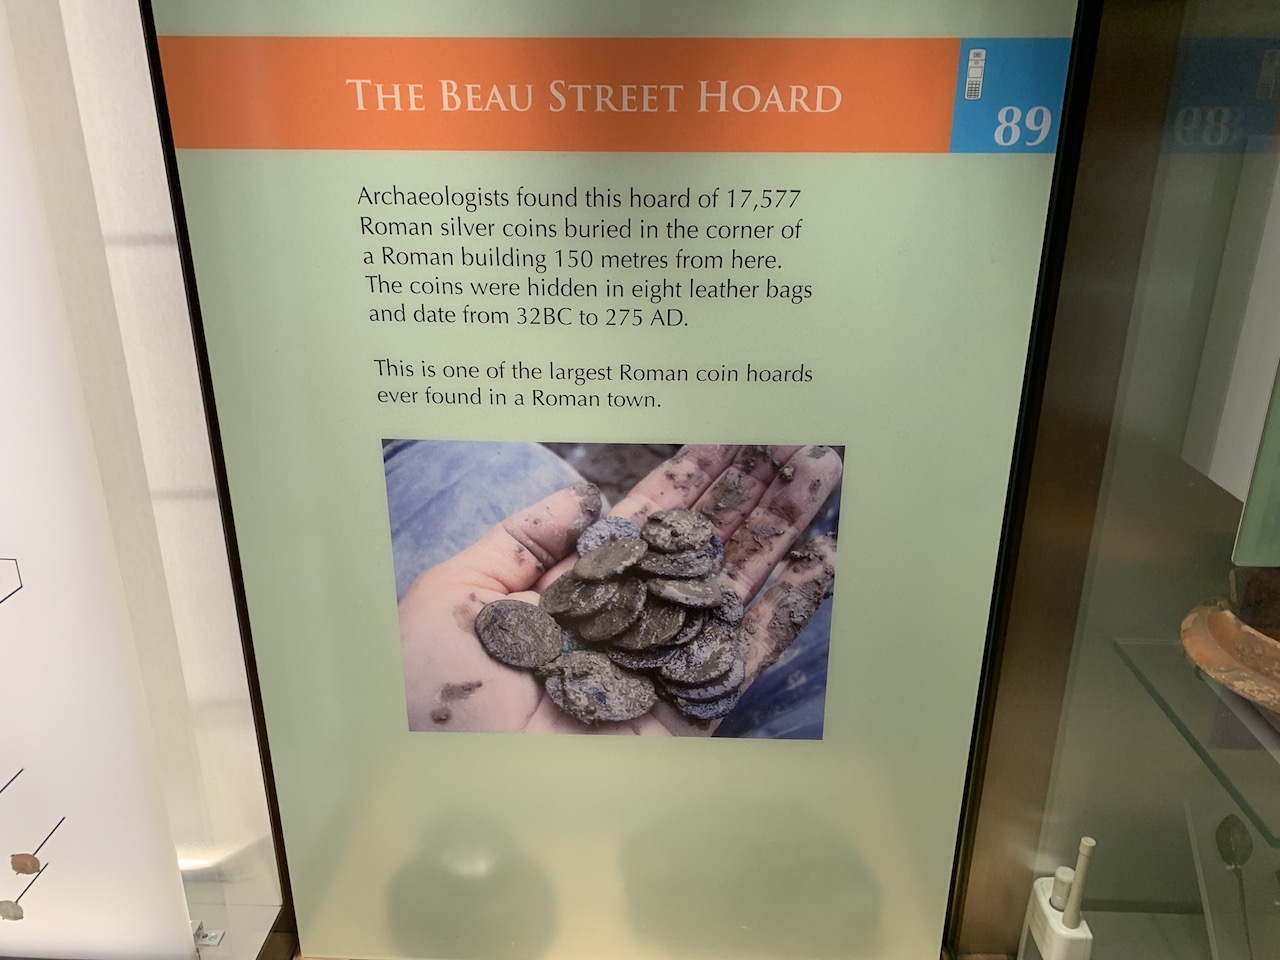 THE BEAU STREET HOARD
89
Archaeologists found this hoard of 17,577
Roman silver coins buried in the corner of
a Roman building 150 metres from here.
The coins were hidden in eight leather bags
and date from 32BC to 275 AD.
This is one of the largest Roman coin hoards
ever found in a Roman town.